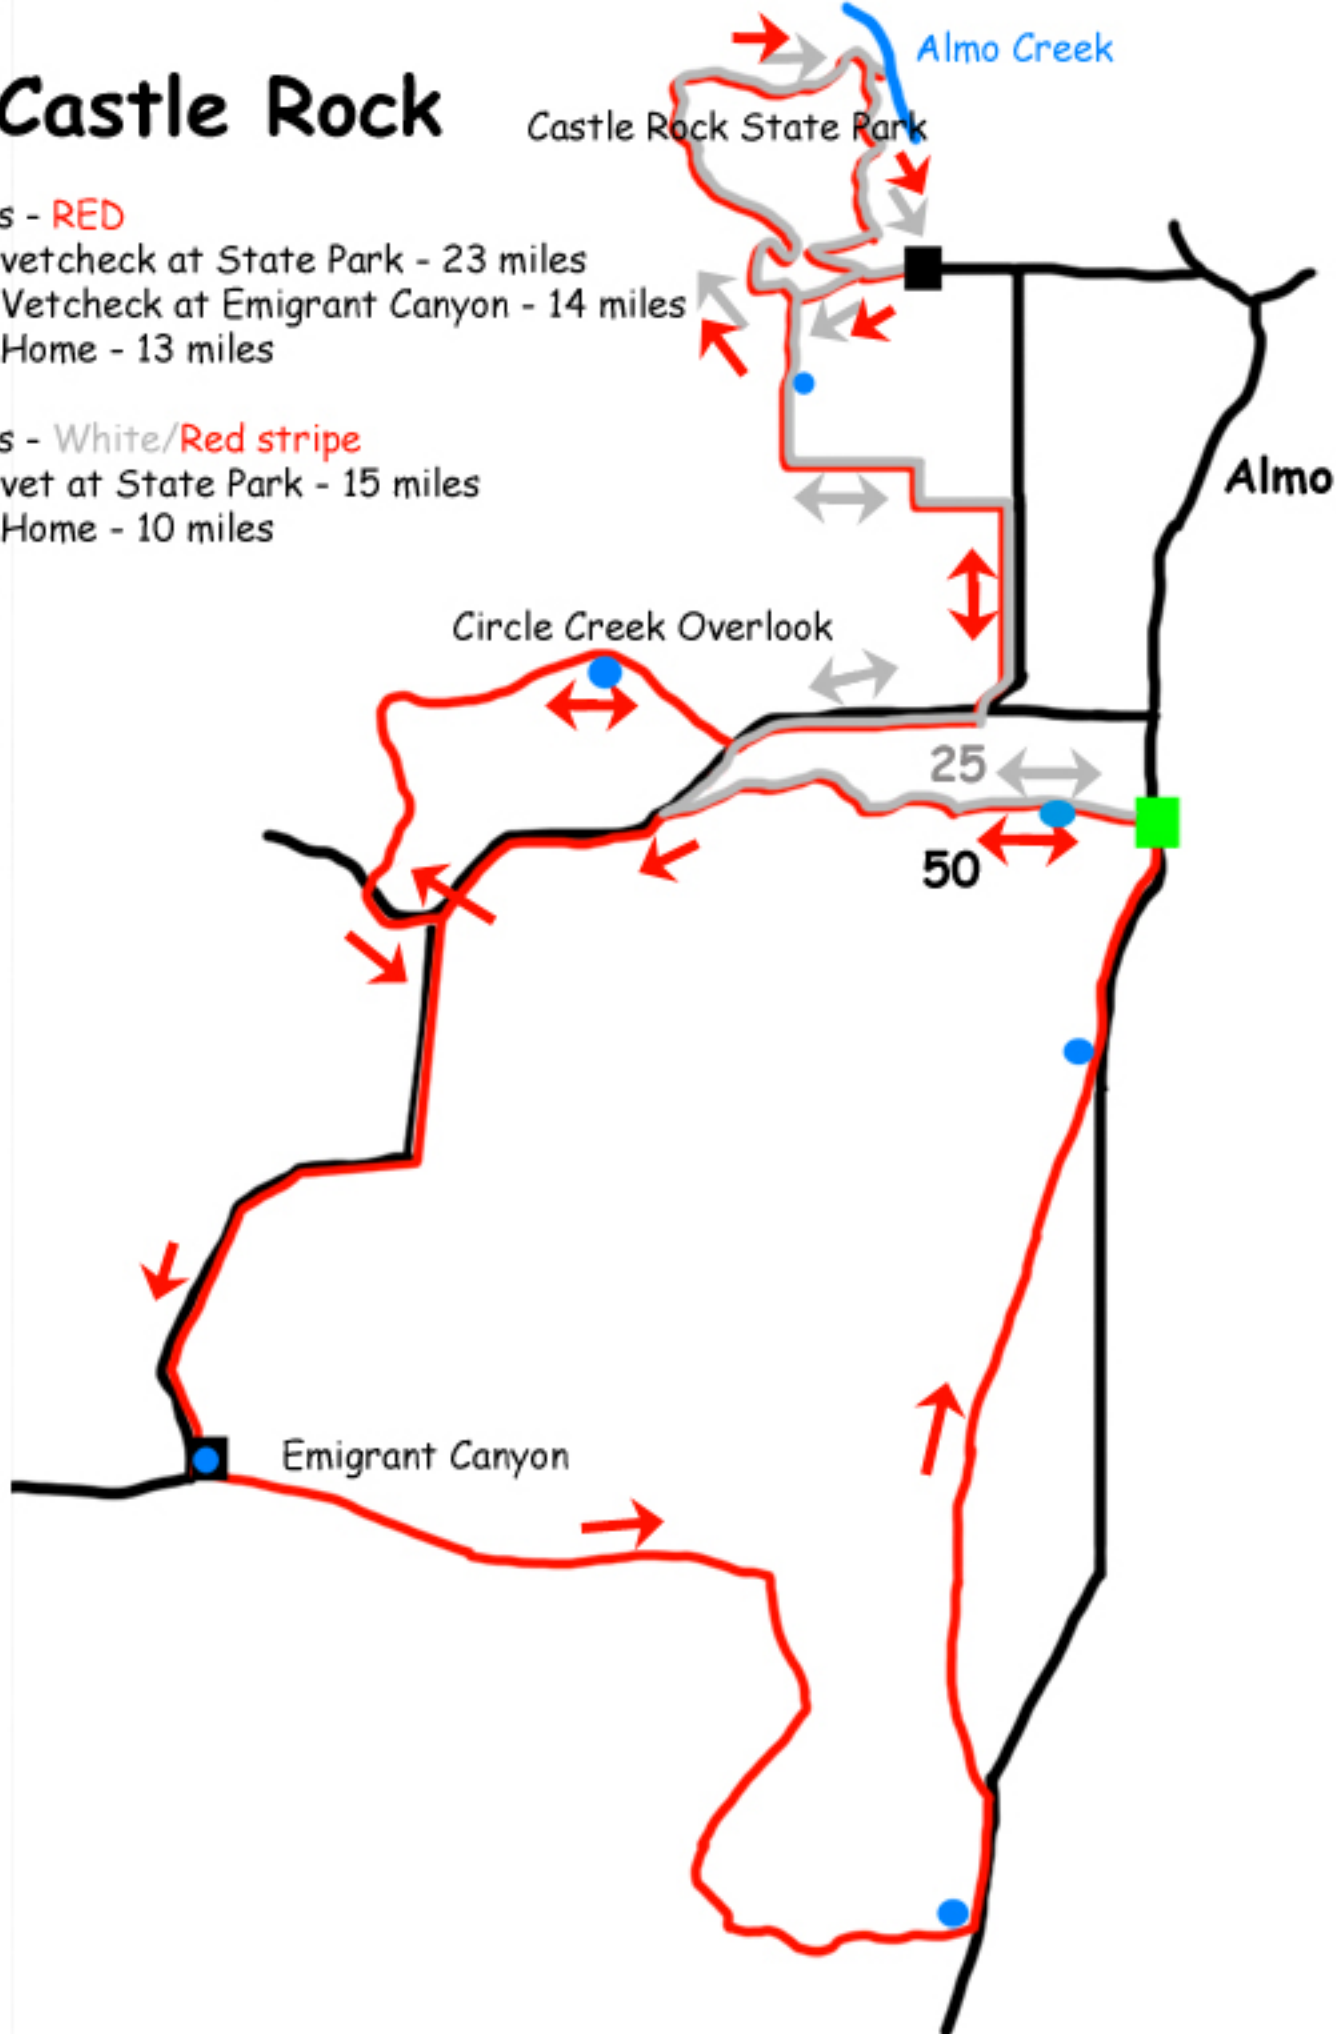 Almo Creek
Castle Rock
Castle Rock State Park
s - RED
vetcheck at State Park - 23 miles
Vetcheck at Emigrant Canyon - 14 miles
Home - 13 miles
s - White/Red stripe
vet at State Park - 15 miles
Home - 10 miles
Almo
Circle Creek Overlook
25
50
Emigrant Canyon